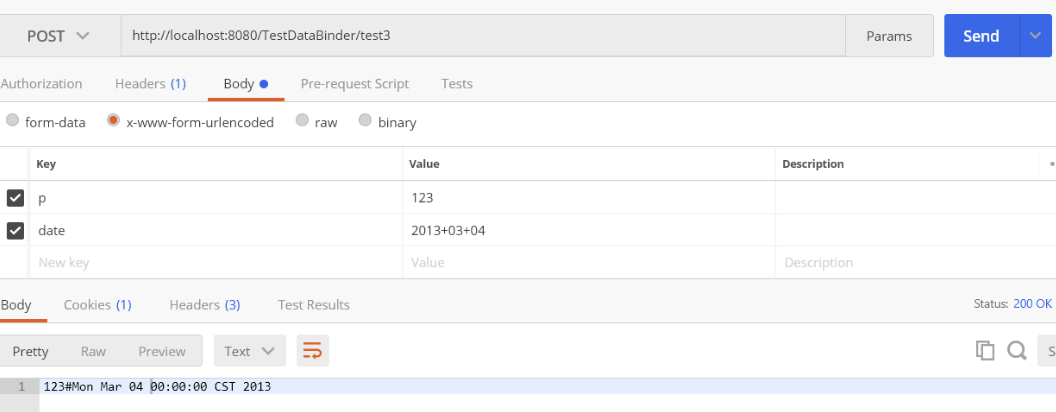 POST http://localhost:8080/TestDataBinder/test3 Params Send
Authorization Headers (1) Body Pre-request Script Tests
form-data x-www-form-urlencoded raw binary
Key Value Description
p 123
date 2013+03+04
New key Value Description
Body Cookies (1) Headers (3) Test Results Status: 200 OK
Pretty Raw Preview Text S
1 123#Mon Mar 04 00:00:00 CST 2013